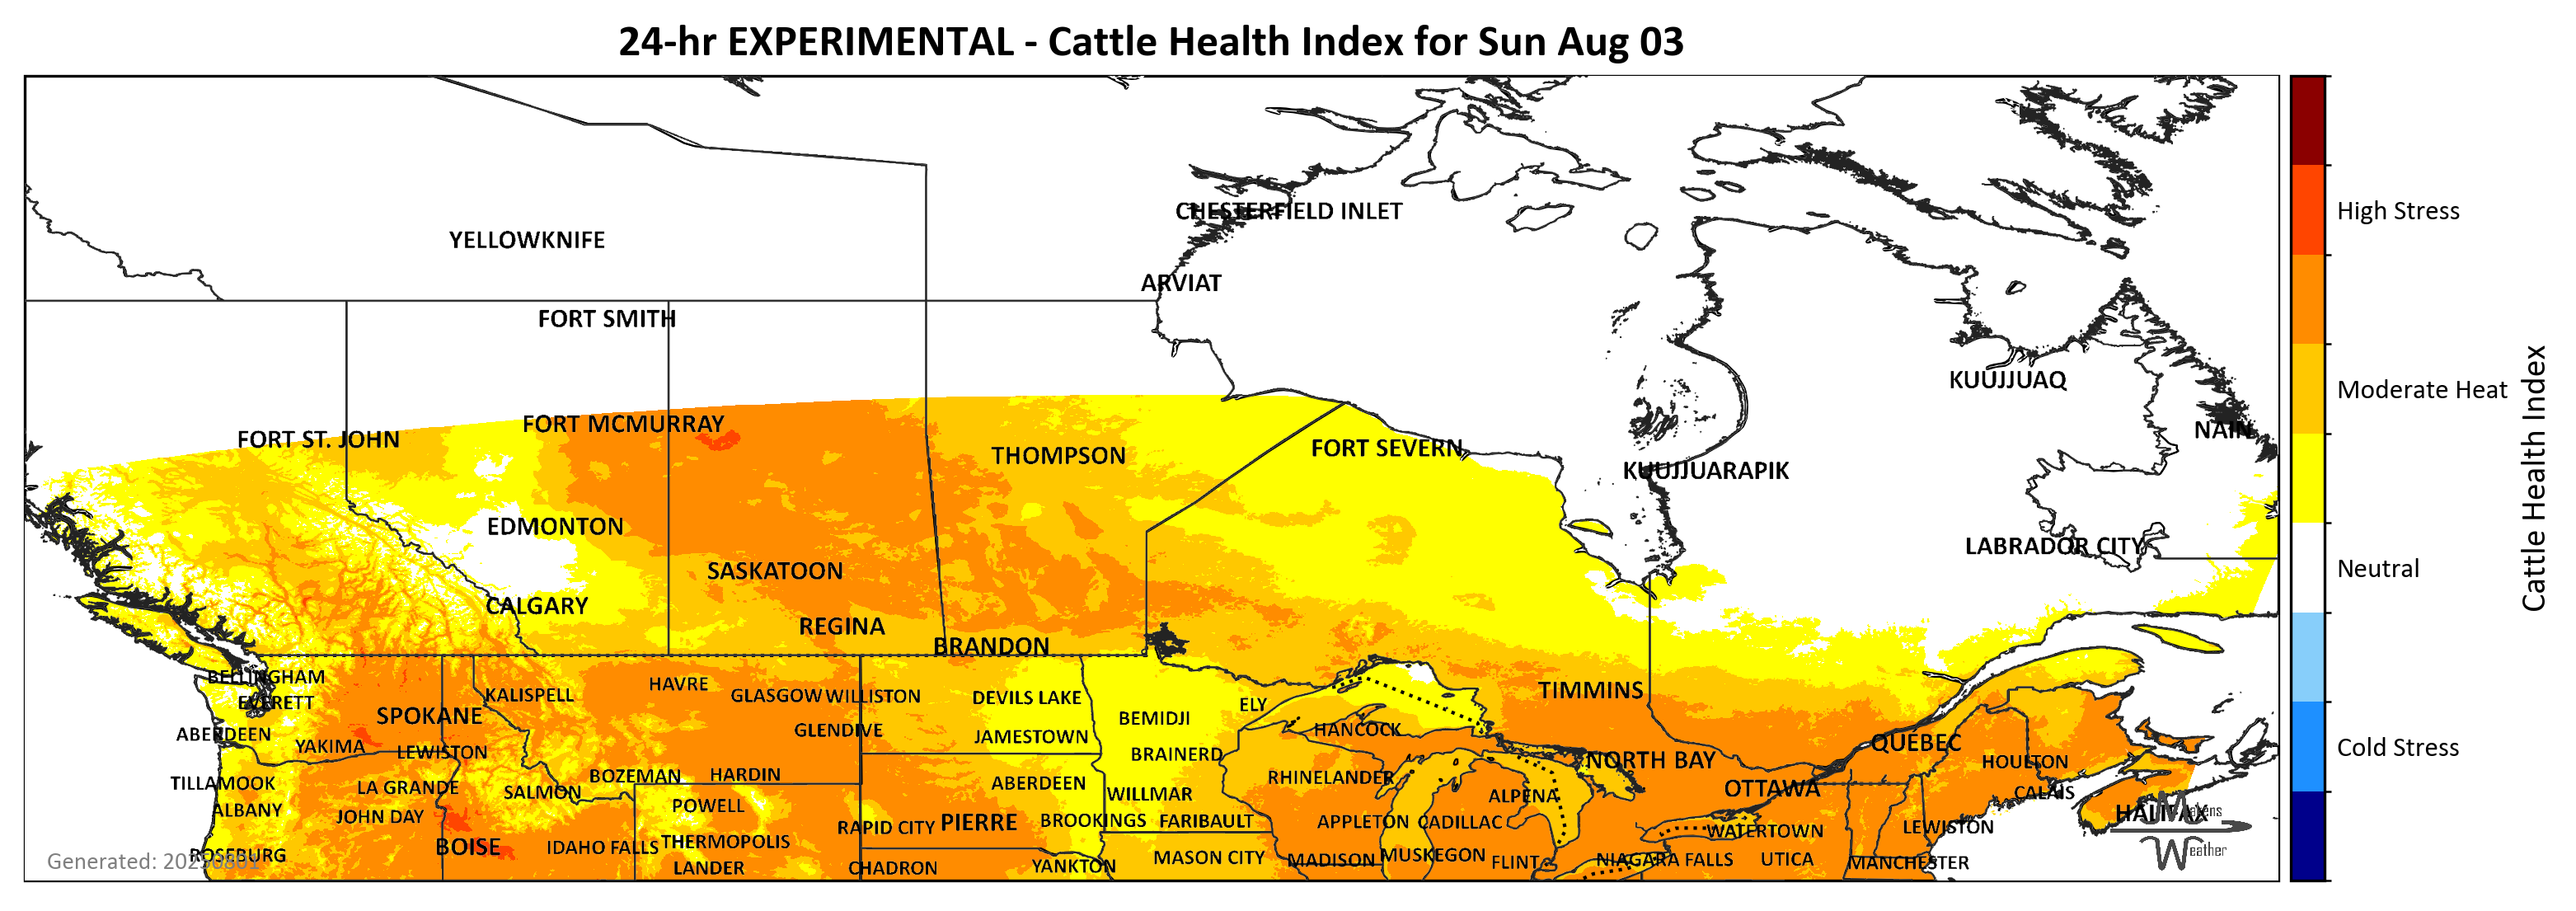 24-hr EXPERIMENTAL - Cattle Health Index for Sun Aug 03
CHESTERFIELD INLET
High Stress
YELLOWKNIFE
ARVIAT
FORT SMITH
KUUJJUAQ
Moderate Heat
FORT MCMURRAY
NAIN
FORT ST. JOHN
FORT SEVERN
THOMPSON
KUUJJUARAPIK
Cattle Health Index
EDMONTON
LABRADOR CITY
SASKATOON
Neutral
CALGARY
REGINA
BRANDON
BELLINGHAM
HAVRE
KALISPELL
GLASGOW
WILLISTON
DEVILS LAKE
TIMMINS
EVERETT
ELY
SPOKANE
BEMIDJI
ABERDEEN
GLENDIVE
JAMESTOWN
HANCOCK
QUEBEC
YAKIMA
LEWISTON
BRAINERD
NORTH BAY
HOULTON
Cold Stress
BOZEMAN
HARDIN
RHINELANDER
TILLAMOOK
LA GRANDE
SALMON
ABERDEEN
WILLMAR
ALPENA
OTTAWA
CALAIS
ALBANY
JOHN DAY
POWELL
HALIFAX
Makens
RAPID CITY
PIERRE
BROOKINGS
FARIBAULT
APPLETON
CADILLAC
WATERTOWN
LEWISTON
ROSEBURG
BOISE
IDAHO FALLS
THERMOPOLIS
Weather
MASON CITY
MADISON
MUSKEGON
FLINT
NIAGARA FALLS
UTICA
MANCHESTER
Generated: 20250801
LANDER
CHADRON
YANKTON